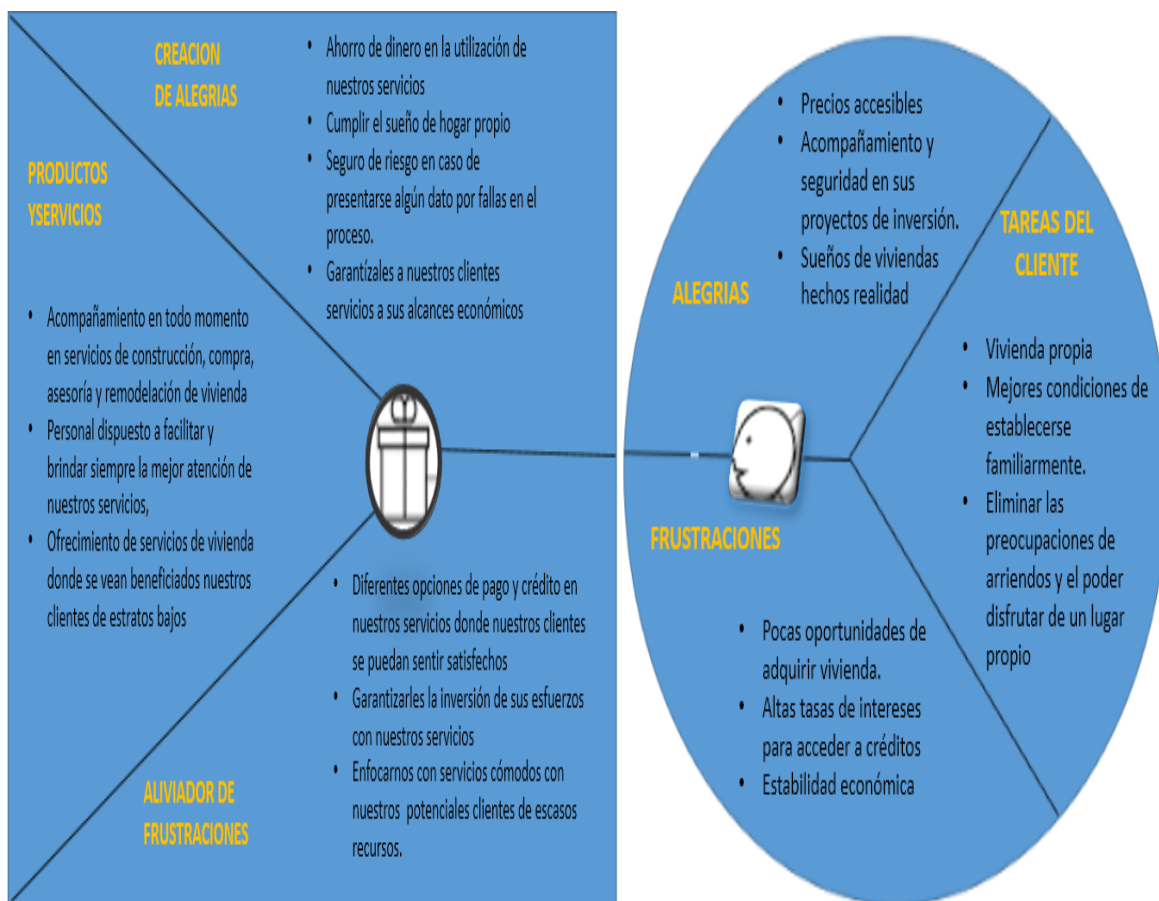 CREACION
DE ALEGRIAS
• Ahorro de dinero en la utilización de
nuestros servicios
• Cumplir el sueño de hogar propio
• Seguro de riesgo en caso de
presentarse algún dato por fallas en el
proceso.
• Garantízales a nuestros clientes
servicios a sus alcances económicos
PRODUCTOS
YSERVICIOS
• Acompañamiento en todo momento
en servicios de construcción, compra,
asesoría y remodelación de vivienda
• Personal dispuesto a facilitar y
brindar siempre la mejor atención de
nuestros servicios,
• Ofrecimiento de servicios de vivienda
donde se vean beneficiados nuestros
clientes de estratos bajos
ALIVIADOR DE
FRUSTRACIONES
• Diferentes opciones de pago y crédito en
nuestros servicios donde nuestros clientes
se puedan sentir satisfechos
• Garantizarles la inversión de sus esfuerzos
con nuestros servicios
• Enfocarnos con servicios cómodos con
nuestros potenciales clientes de escasos
recursos.
ALEGRIAS
• Precios accesibles
• Acompañamiento y
seguridad en sus
proyectos de inversión.
• Sueños de viviendas
hechos realidad
TAREAS DEL
CLIENTE
• Vivienda propia
• Mejores condiciones de
establecerse
familiarmente.
• Eliminar las
preocupaciones de
arriendos y el poder
disfrutar de un lugar
propio
FRUSTRACIONES
• Pocas oportunidades de
adquirir vivienda.
• Altas tasas de intereses
para acceder a créditos
• Estabilidad económica